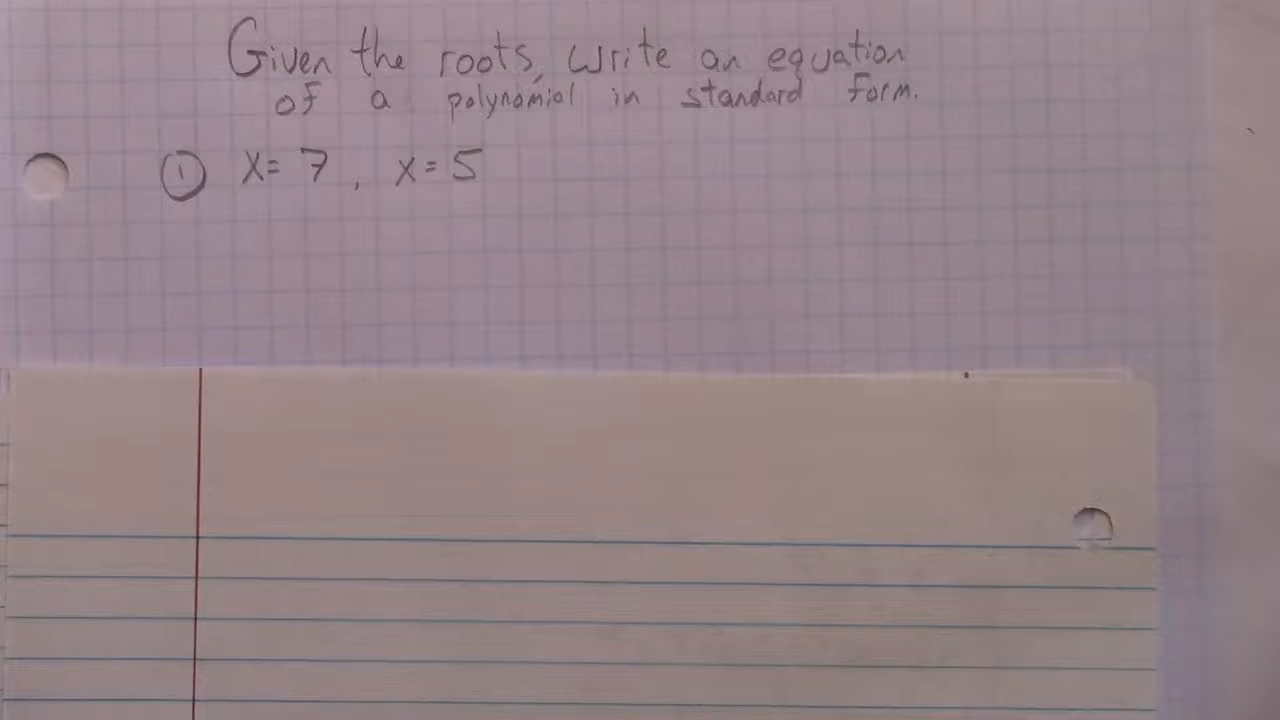 Given the roots, write an equation
of a polynomial in standard form.
① x = 7 , x = 5